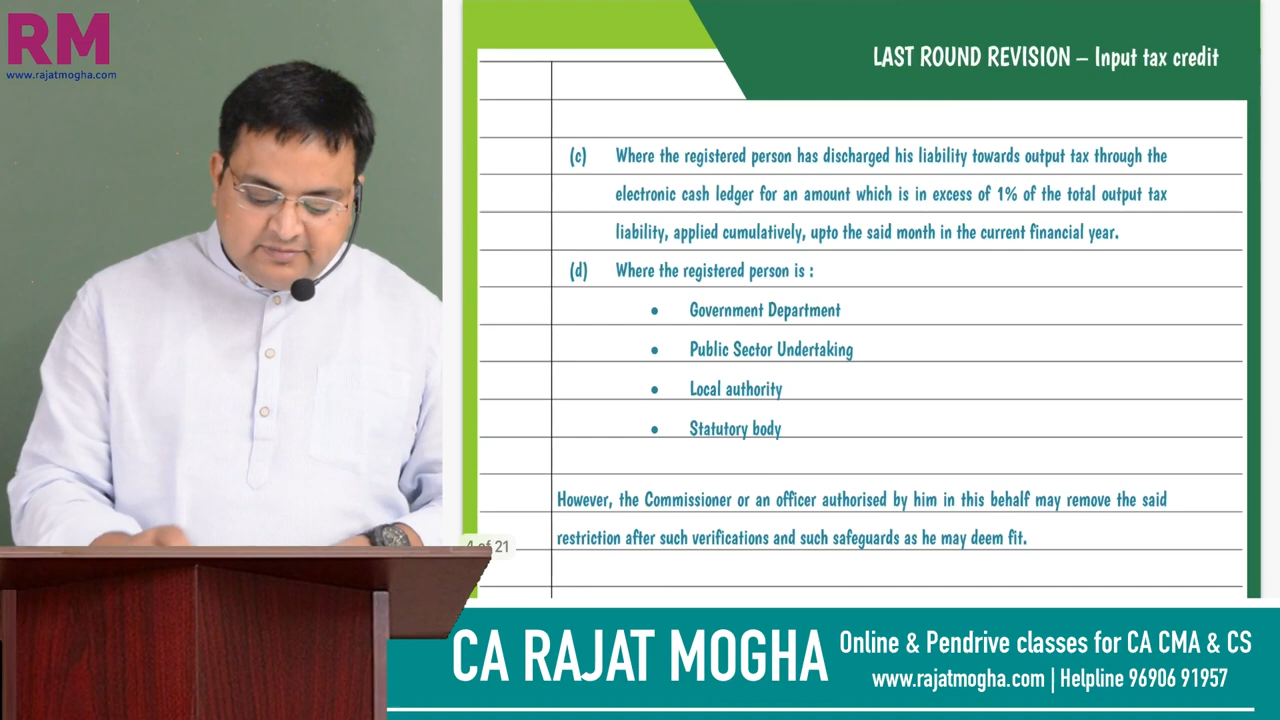 RM
www.rajatmogha.com
LAST ROUND REVISION – Input tax credit
(c) Where the registered person has discharged his liability towards output tax through the
electronic cash ledger for an amount which is in excess of 1% of the total output tax
liability, applied cumulatively, upto the said month in the current financial year.
(d) Where the registered person is :
• Government Department
• Public Sector Undertaking
• Local authority
• Statutory body
However, the Commissioner or an officer authorised by him in this behalf may remove the said
restriction after such verifications and such safeguards as he may deem fit.
4 of 21
CA RAJAT MOGHA
Online & Pendrive classes for CA CMA & CS
www.rajatmogha.com | Helpline 96906 91957